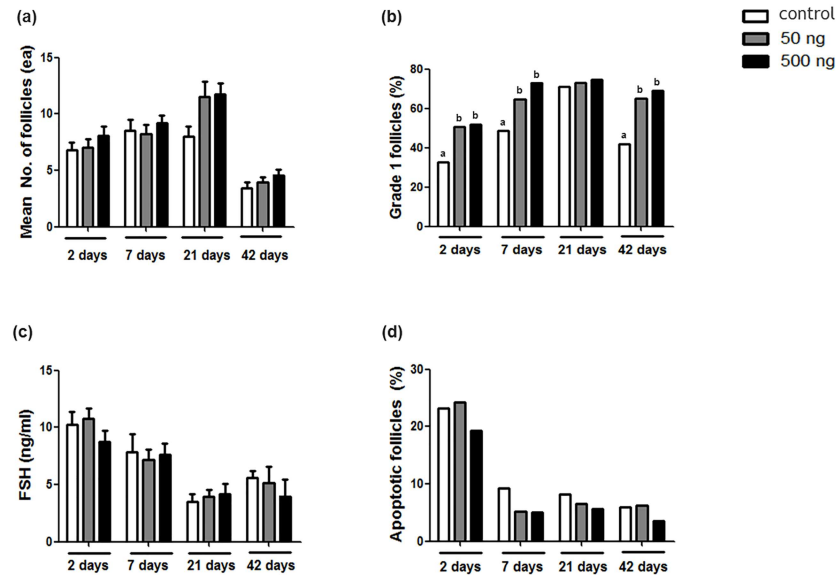 (a)
Mean No. of follicles (ea)
15
10
5
0
2 days 7 days 21 days 42 days
(b)
Grade 1 follicles (%)
80
60
40
20
0
a b b a b b a b b
2 days 7 days 21 days 42 days
control
50 ng
500 ng
(c)
FSH (ng/ml)
15
10
5
0
2 days 7 days 21 days 42 days
(d)
Apoptotic follicles (%)
30
20
10
0
2 days 7 days 21 days 42 days